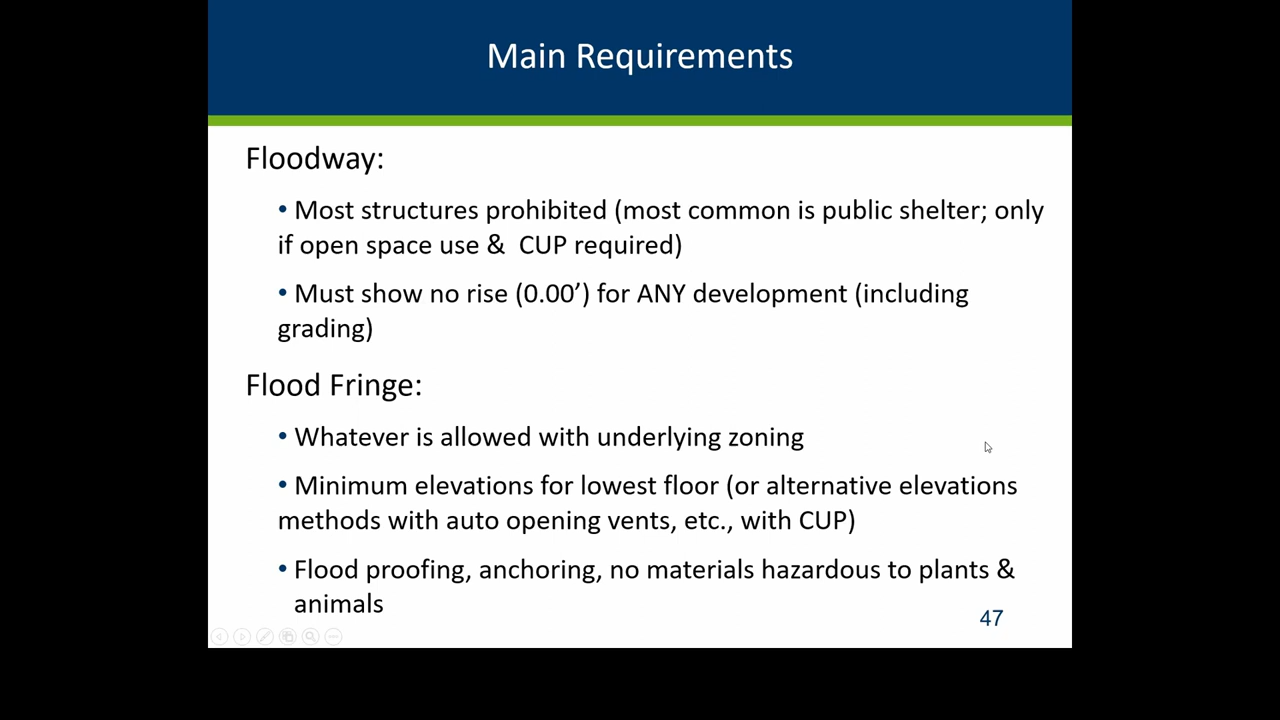 Main Requirements
Floodway:
• Most structures prohibited (most common is public shelter; only
if open space use &  CUP required)
• Must show no rise (0.00’) for ANY development (including
grading)
Flood Fringe:
• Whatever is allowed with underlying zoning
• Minimum elevations for lowest floor (or alternative elevations
methods with auto opening vents, etc., with CUP)
• Flood proofing, anchoring, no materials hazardous to plants &
animals
47